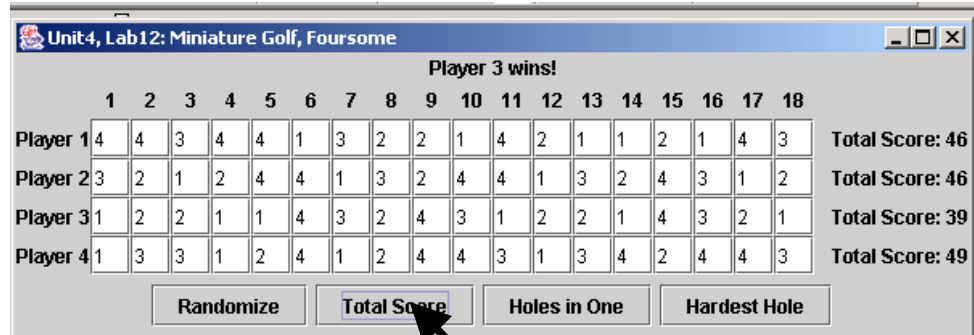 Unit4, Lab12: Miniature Golf, Foursome
Player 3 wins!
1 2 3 4 5 6 7 8 9 10 11 12 13 14 15 16 17 18
Player 1 4 4 3 4 4 1 3 2 2 1 4 2 1 1 2 1 4 3 Total Score: 46
Player 2 3 2 1 2 4 4 1 3 2 4 4 1 3 2 4 3 1 2 Total Score: 46
Player 3 1 2 2 1 1 4 3 2 4 3 1 2 2 1 4 3 2 1 Total Score: 39
Player 4 1 3 3 1 2 4 1 2 4 4 3 1 3 4 2 4 4 3 Total Score: 49
Randomize Total Score Holes in One Hardest Hole